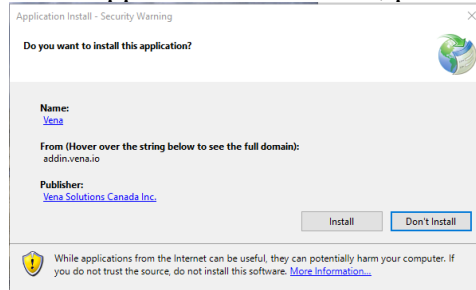 Application Install - Security Warning
Do you want to install this application?
Name:
Vena
From (Hover over the string below to see the full domain):
addin.vena.io
Publisher:
Vena Solutions Canada Inc.
Install Don't Install
While applications from the Internet can be useful, they can potentially harm your computer. If
you do not trust the source, do not install this software. More Information...